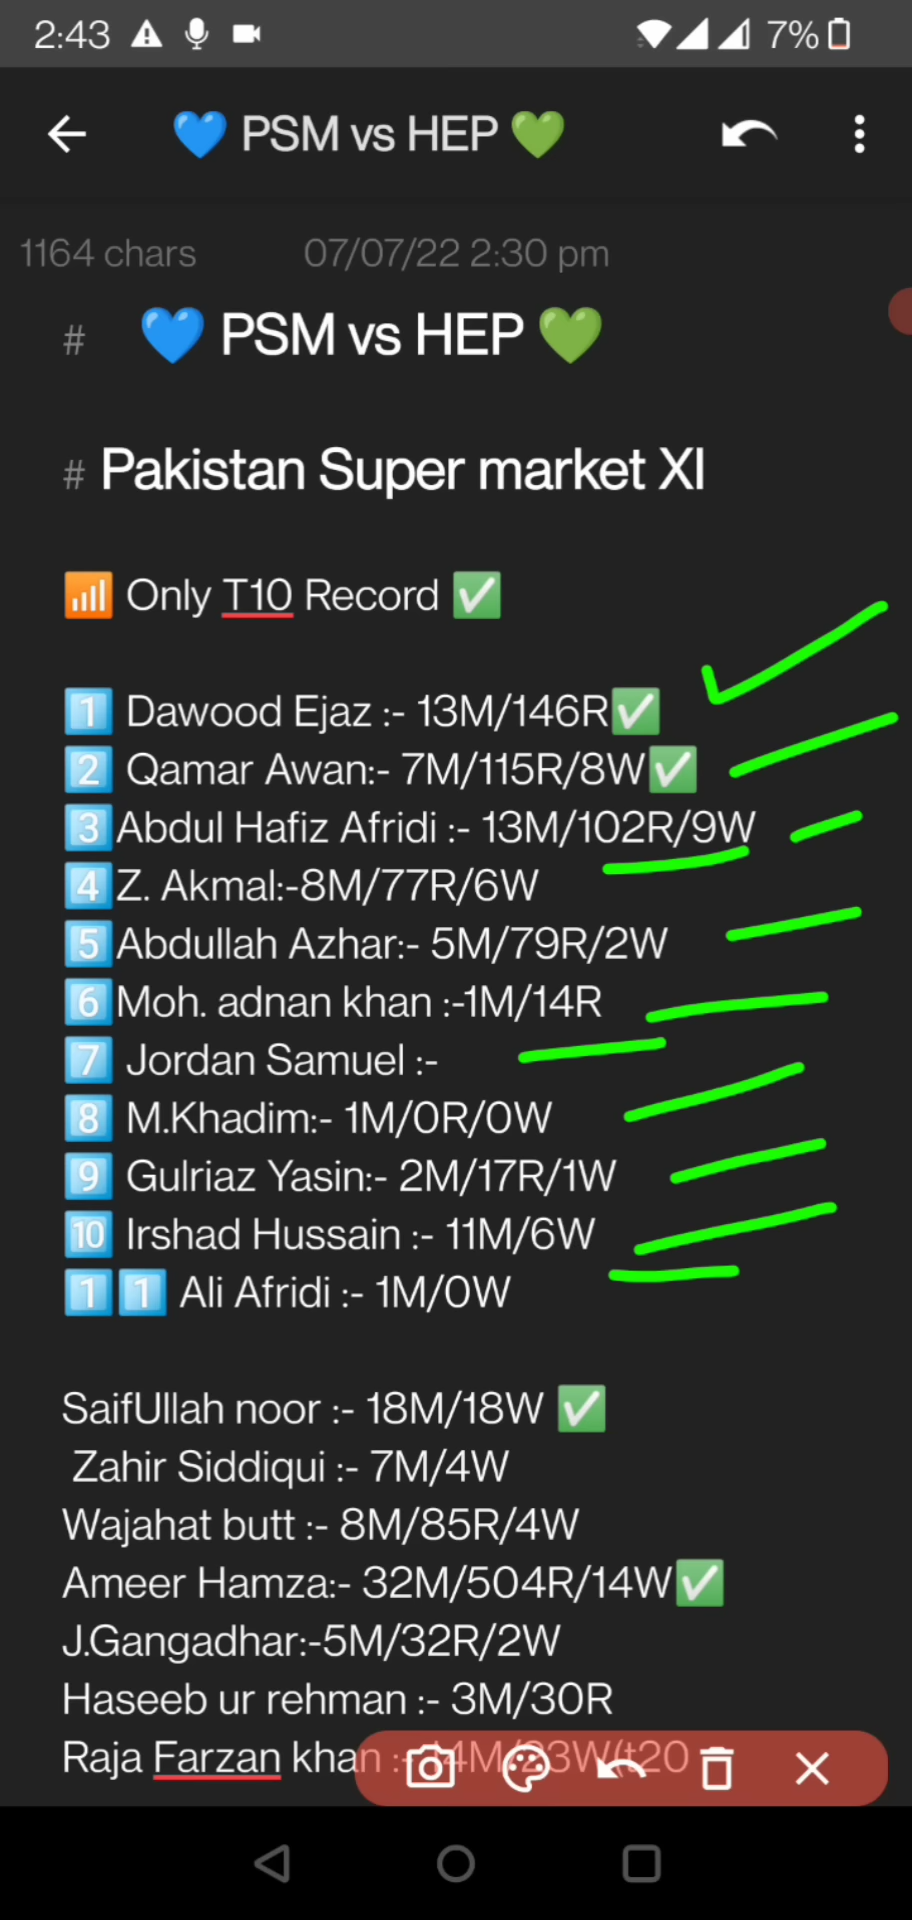 2:43 7%
💙 PSM vs HEP 💚
1164 chars 07/07/22 2:30 pm
# 💙 PSM vs HEP 💚
# Pakistan Super market XI
📶 Only T10 Record ✅
1️⃣ Dawood Ejaz :- 13M/146R✅
2️⃣ Qamar Awan:- 7M/115R/8W✅
3️⃣Abdul Hafiz Afridi :- 13M/102R/9W
4️⃣Z. Akmal:-8M/77R/6W
5️⃣Abdullah Azhar:- 5M/79R/2W
6️⃣Moh. adnan khan :-1M/14R
7️⃣ Jordan Samuel :-
8️⃣ M.Khadim:- 1M/0R/0W
9️⃣ Gulriaz Yasin:- 2M/17R/1W
🔟 Irshad Hussain :- 11M/6W
1️⃣1️⃣ Ali Afridi :- 1M/0W
SaifUllah noor :- 18M/18W ✅
Zahir Siddiqui :- 7M/4W
Wajahat butt :- 8M/85R/4W
Ameer Hamza:- 32M/504R/14W✅
J.Gangadhar:-5M/32R/2W
Haseeb ur rehman :- 3M/30R
Raja Farzan khan :-